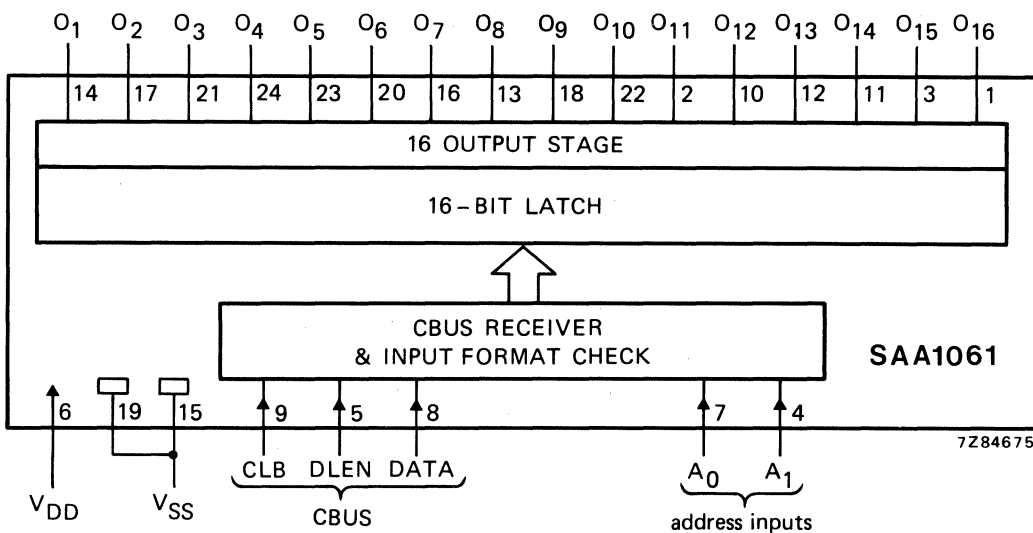 O1 O2 O3 O4 O5 O6 O7 O8 O9 O10 O11 O12 O13 O14 O15 O16
14 17 21 24 23 20 16 13 18 22 2 10 12 11 3 1
16 OUTPUT STAGE
16-BIT LATCH
CBUS RECEIVER
& INPUT FORMAT CHECK
SAA1061
6 19 15 9 5 8 7 4
7Z84675
CLB DLEN DATA A0 A1
VDD VSS
CBUS
address inputs